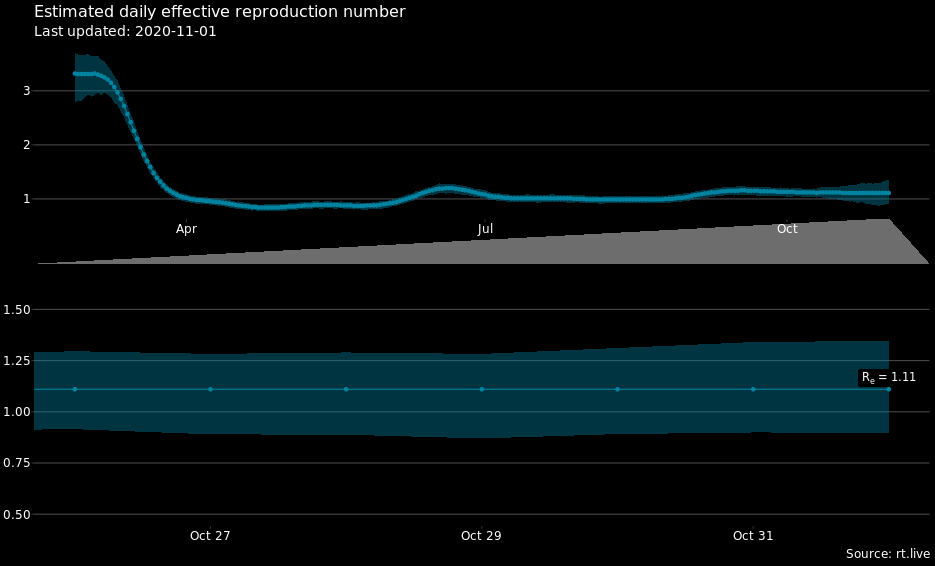 Estimated daily effective reproduction number
Last updated: 2020-11-01
3
2
1
Apr Jul Oct
1.50
1.25
Re = 1.11
1.00
0.75
0.50
Oct 27 Oct 29 Oct 31
Source: rt.live